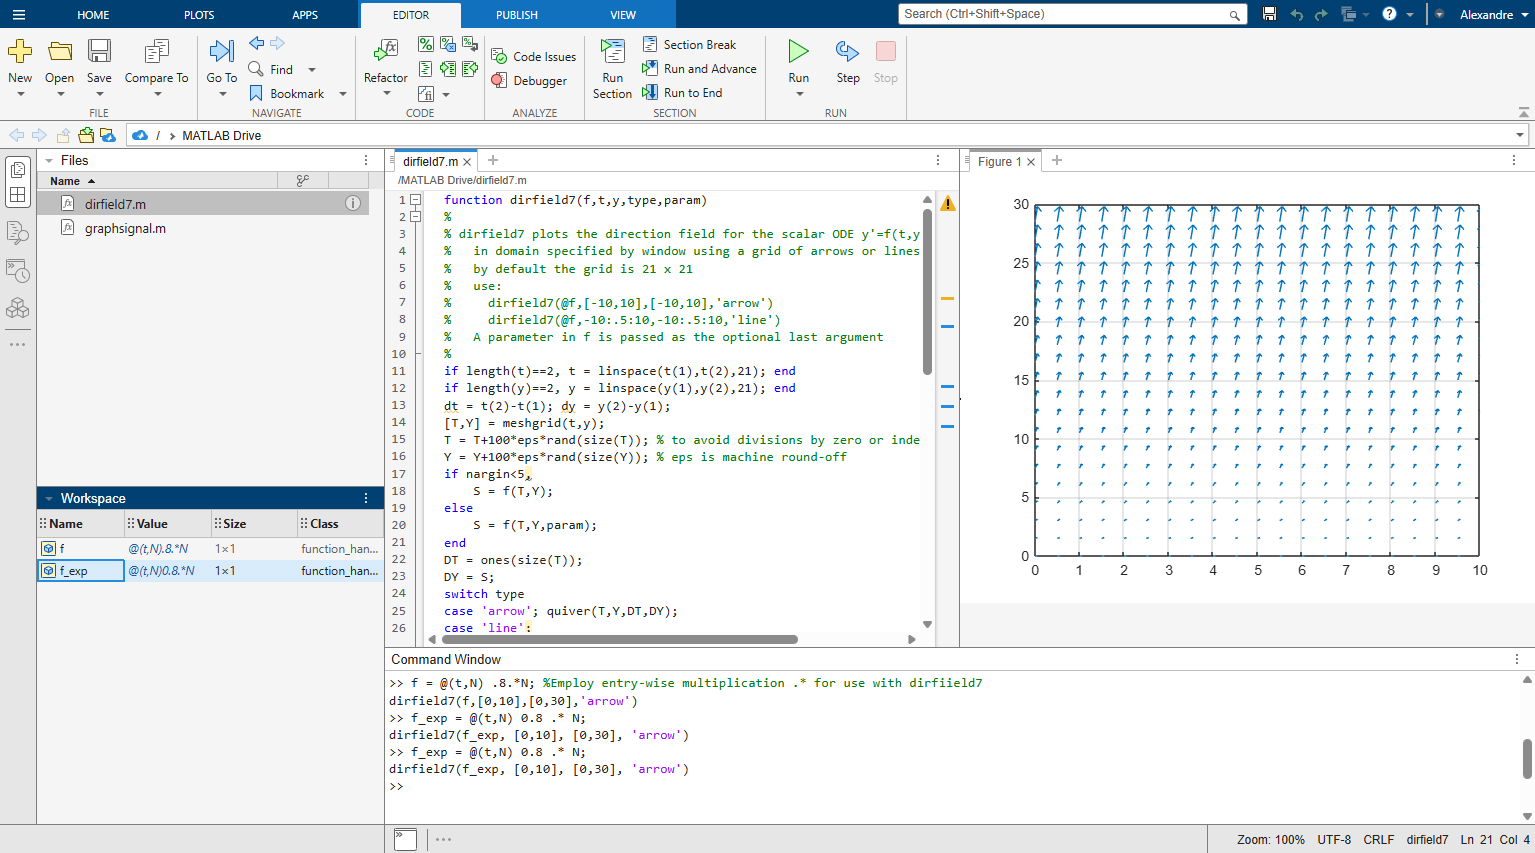 HOME PLOTS APPS EDITOR PUBLISH VIEW Search (Ctrl+Shift+Space) Alexandre
New Open Save Compare To Go To Find Bookmark Refactor Code Issues Debugger Run Section Section Break Run and Advance Run to End Run Step Stop
FILE NAVIGATE CODE ANALYZE SECTION RUN
/ > MATLAB Drive
Files
Name
dirfield7.m
graphsignal.m
Workspace
Name Value Size Class
f @(t,N).8.*N 1×1 function_han...
f_exp @(t,N)0.8.*N 1×1 function_han...
dirfield7.m
/MATLAB Drive/dirfield7.m
1 function dirfield7(f,t,y,type,param)
2 %
3 % dirfield7 plots the direction field for the scalar ODE y'=f(t,y
4 %   in domain specified by window using a grid of arrows or lines
5 %   by default the grid is 21 x 21
6 %   use:
7 %     dirfield7(@f,[-10,10],[-10,10],'arrow')
8 %     dirfield7(@f,-10:.5:10,-10:.5:10,'line')
9 %   A parameter in f is passed as the optional last argument
10 %
11 if length(t)==2, t = linspace(t(1),t(2),21); end
12 if length(y)==2, y = linspace(y(1),y(2),21); end
13 dt = t(2)-t(1); dy = y(2)-y(1);
14 [T,Y] = meshgrid(t,y);
15 T = T+100*eps*rand(size(T)); % to avoid divisions by zero or inde
16 Y = Y+100*eps*rand(size(Y)); % eps is machine round-off
17 if nargin<5,
18     S = f(T,Y);
19 else
20     S = f(T,Y,param);
21 end
22 DT = ones(size(T));
23 DY = S;
24 switch type
25 case 'arrow'; quiver(T,Y,DT,DY);
26 case 'line';
Figure 1
30
25
20
15
10
5
0
0 1 2 3 4 5 6 7 8 9 10
Command Window
>> f = @(t,N) .8.*N; %Employ entry-wise multiplication .* for use with dirfiield7
dirfield7(f,[0,10],[0,30],'arrow')
>> f_exp = @(t,N) 0.8 .* N;
dirfield7(f_exp, [0,10], [0,30], 'arrow')
>> f_exp = @(t,N) 0.8 .* N;
dirfield7(f_exp, [0,10], [0,30], 'arrow')
>>
Zoom: 100% UTF-8 CRLF dirfield7 Ln 21 Col 4